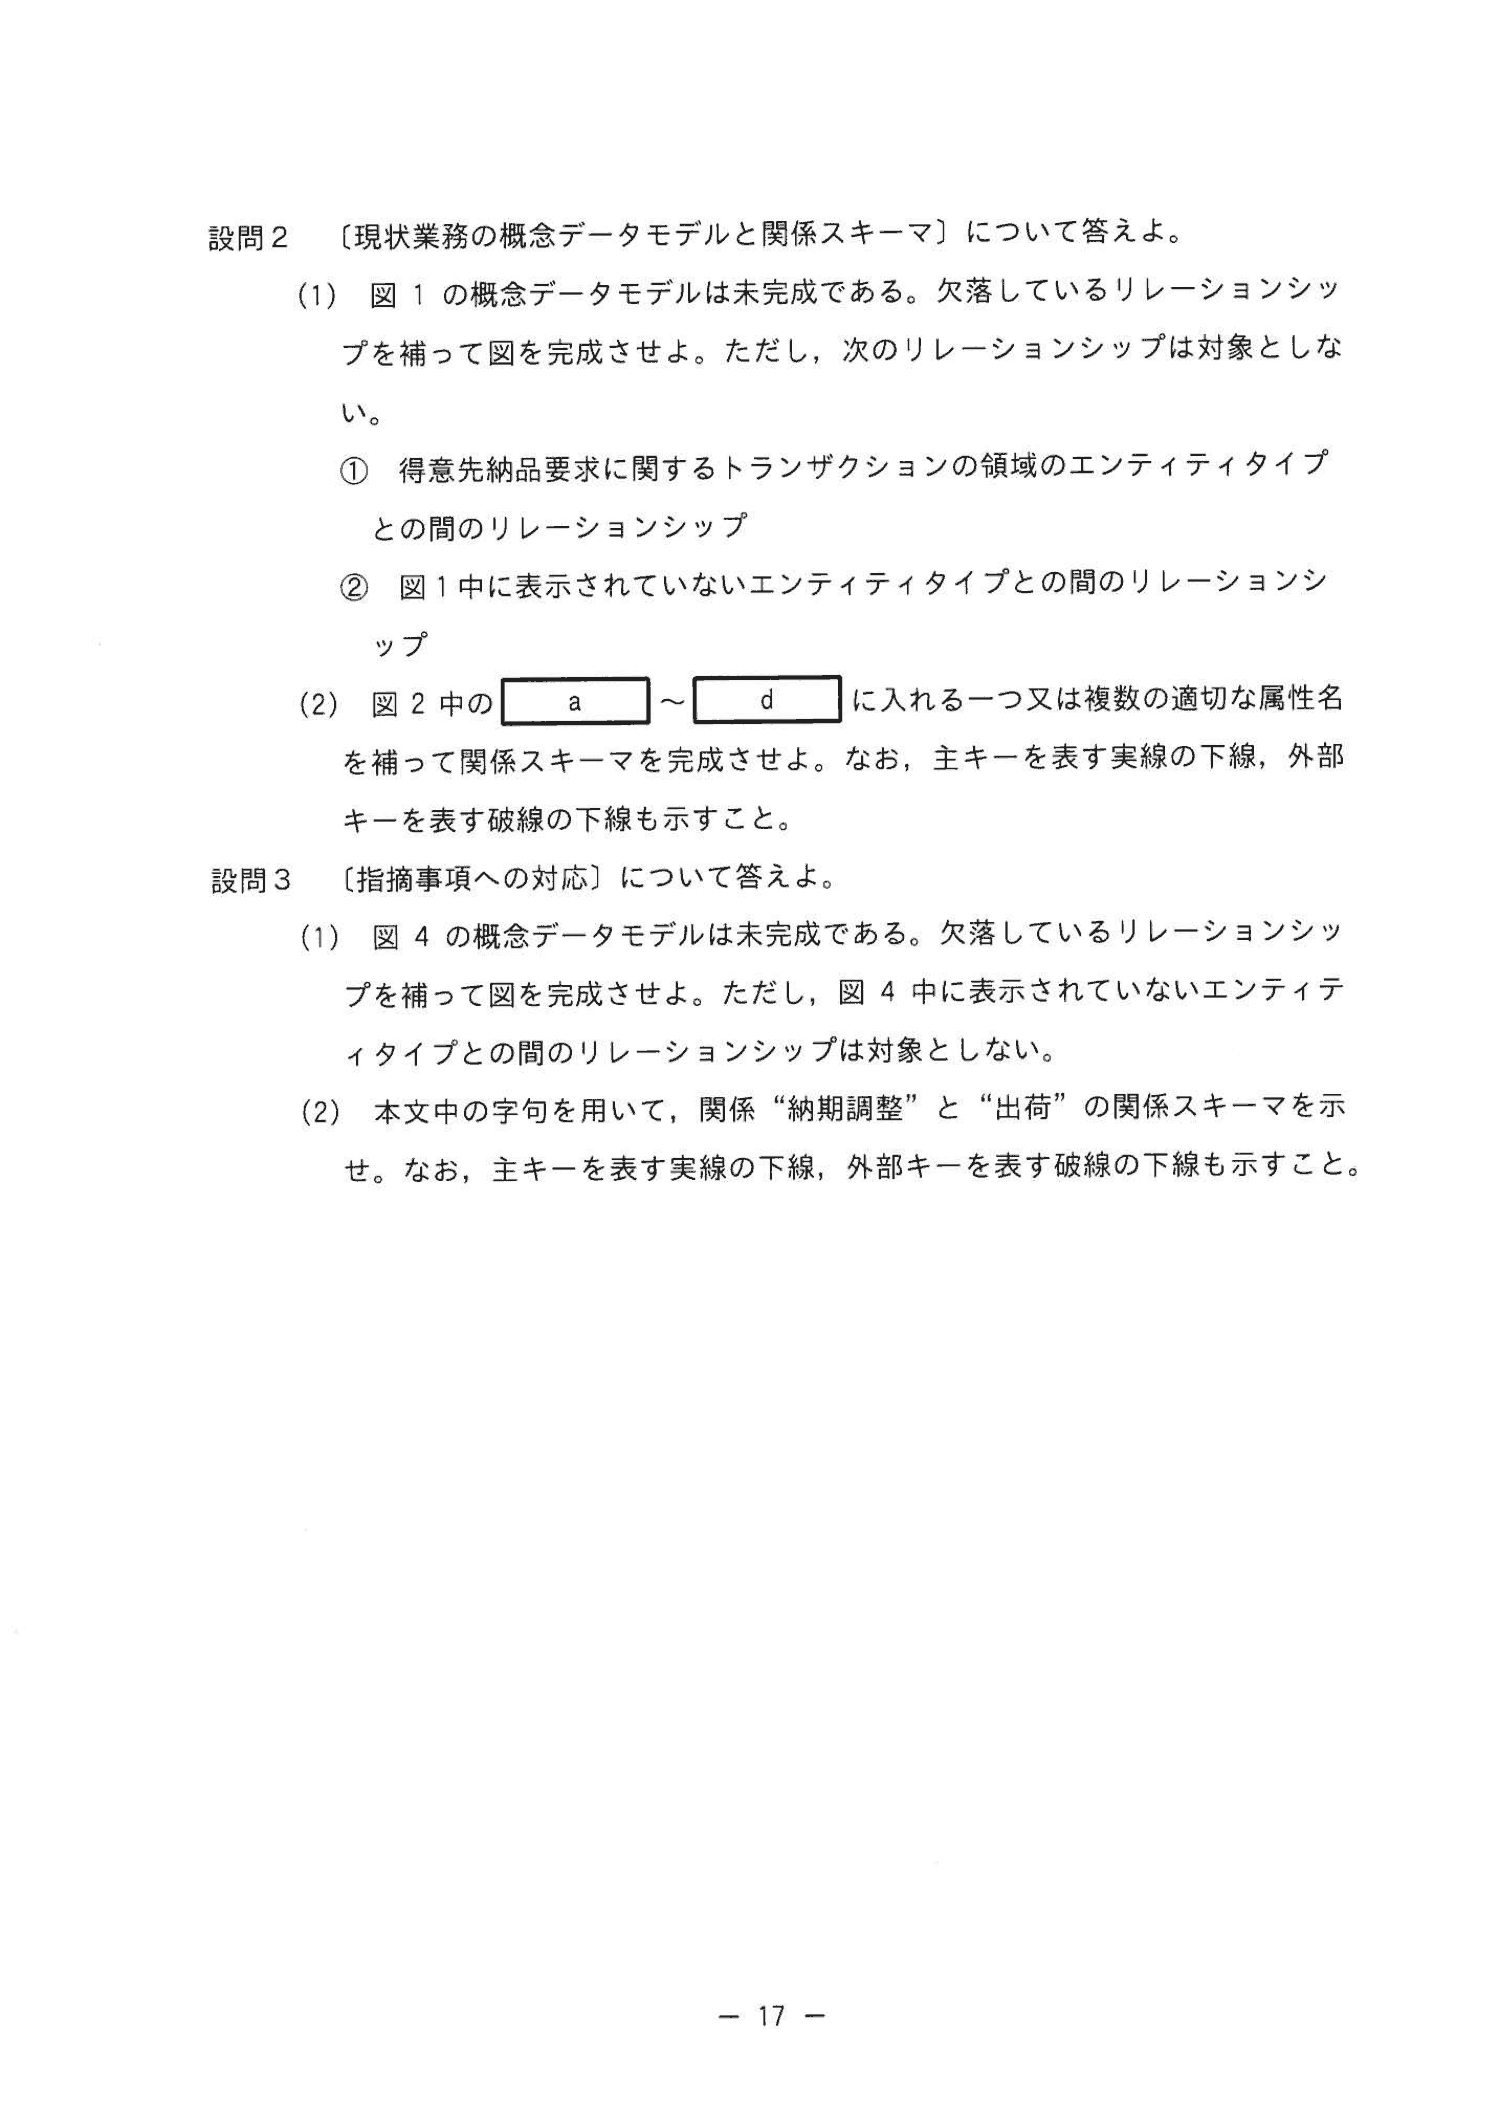 設問２　〔現状業務の概念データモデルと関係スキーマ〕について答えよ。
(1)　図 1 の概念データモデルは未完成である。欠落しているリレーションシッ
プを補って図を完成させよ。ただし，次のリレーションシップは対象としな
い。
①　得意先納品要求に関するトランザクションの領域のエンティティタイプ
との間のリレーションシップ
②　図１中に表示されていないエンティティタイプとの間のリレーションシ
ップ
(2)　図 2 中の a ～ d に入れる一つ又は複数の適切な属性名
を補って関係スキーマを完成させよ。なお，主キーを表す実線の下線，外部
キーを表す破線の下線も示すこと。
設問３　〔指摘事項への対応〕について答えよ。
(1)　図 4 の概念データモデルは未完成である。欠落しているリレーションシッ
プを補って図を完成させよ。ただし，図 4 中に表示されていないエンティテ
ィタイプとの間のリレーションシップは対象としない。
(2)　本文中の字句を用いて，関係“納期調整”と“出荷”の関係スキーマを示
せ。なお，主キーを表す実線の下線，外部キーを表す破線の下線も示すこと。
－ 17 －